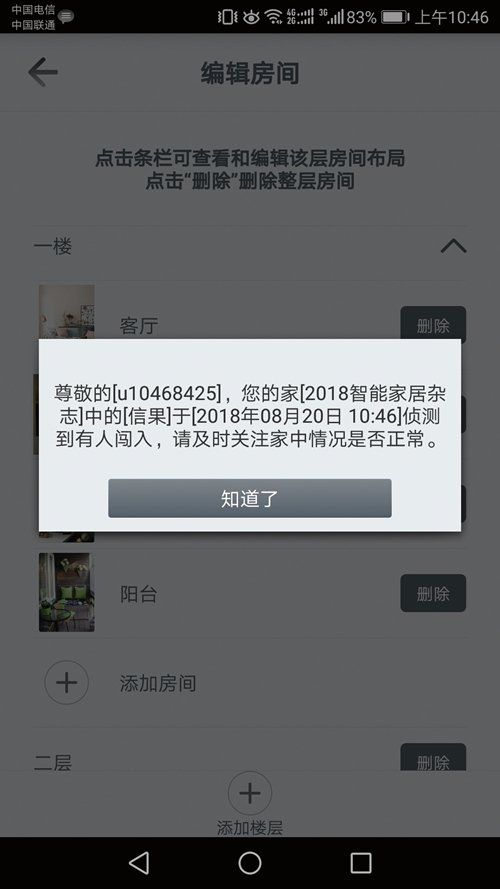 中国电信
中国联通
4G 2G 3G 83% 上午10:46
编辑房间
点击条栏可查看和编辑该层房间布局
点击“删除”删除整层房间
一楼
客厅
删除
尊敬的[u10468425]，您的家[2018智能家居杂
志]中的[信果]于[2018年08月20日 10:46]侦测
到有人闯入，请及时关注家中情况是否正常。
知道了
阳台
删除
添加房间
二层
删除
添加楼层